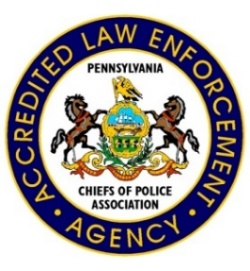 ACCREDITED LAW ENFORCEMENT
AGENCY
PENNSYLVANIA
CHIEFS OF POLICE
ASSOCIATION